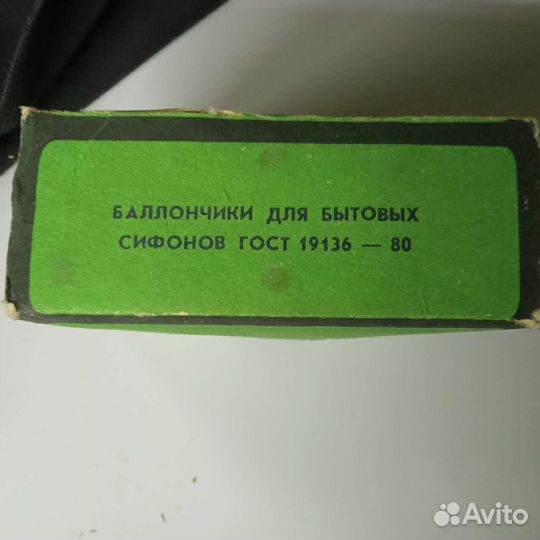 БАЛЛОНЧИКИ ДЛЯ БЫТОВЫХ
СИФОНОВ ГОСТ 19136 — 80
Avito